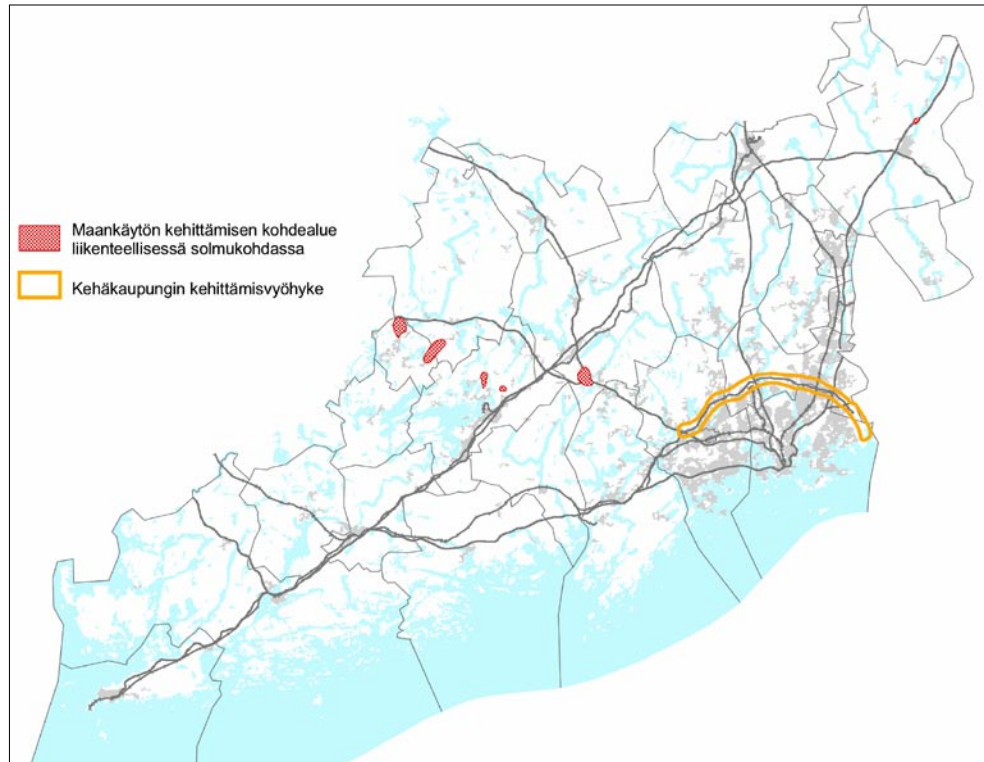 Maankäytön kehittämisen kohdealue
liikenteellisessä solmukohdassa
Kehäkaupungin kehittämisvyöhyke